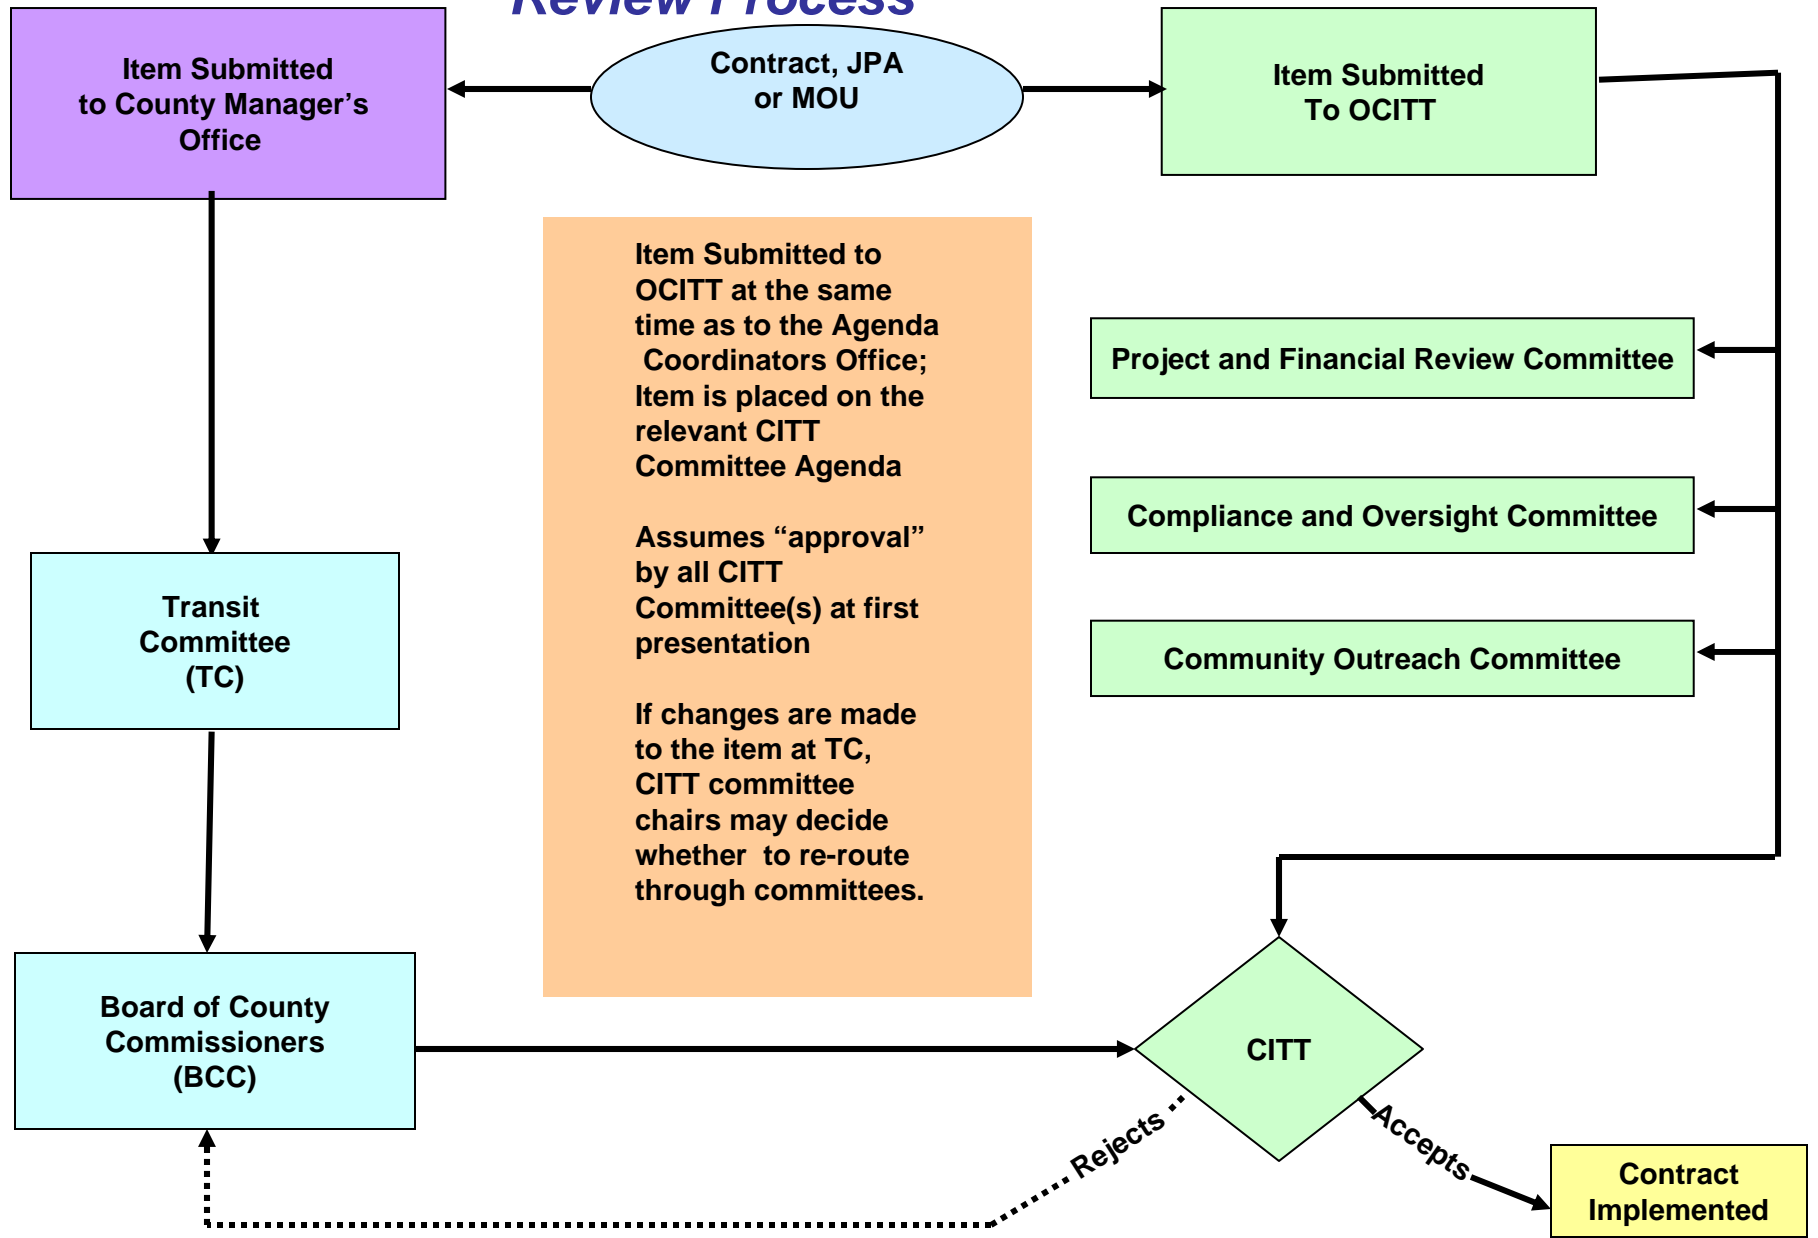 Review Process
Item Submitted
to County Manager’s
Office
Contract, JPA
or MOU
Item Submitted
To OCITT
Item Submitted to
OCITT at the same
time as to the Agenda
Coordinators Office;
Item is placed on the
relevant CITT
Committee Agenda
Assumes “approval”
by all CITT
Committee(s) at first
presentation
If changes are made
to the item at TC,
CITT committee
chairs may decide
whether  to re-route
through committees.
Project and Financial Review Committee
Compliance and Oversight Committee
Community Outreach Committee
Transit
Committee
(TC)
Board of County
Commissioners
(BCC)
CITT
Rejects
Accepts
Contract
Implemented